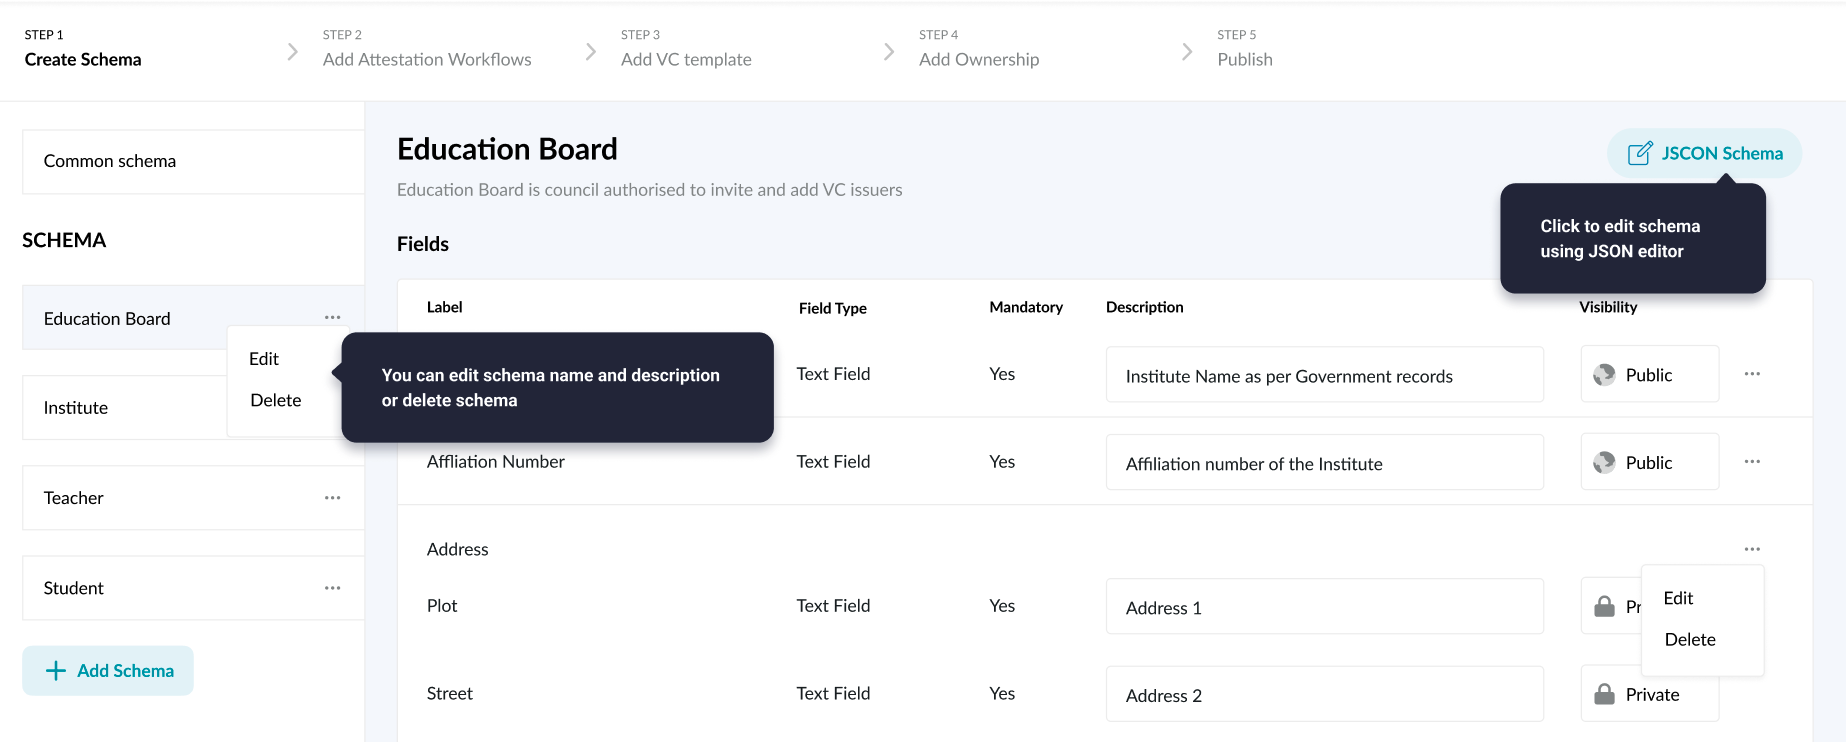 STEP 1
Create Schema
STEP 2
Add Attestation Workflows
STEP 3
Add VC template
STEP 4
Add Ownership
STEP 5
Publish
Common schema
SCHEMA
Education Board
Edit
Delete
Institute
Teacher
Student
Add Schema
Education Board
JSCON Schema
Education Board is council authorised to invite and add VC issuers
Click to edit schema
using JSON editor
Fields
Label Field Type Mandatory Description Visibility
You can edit schema name and description
or delete schema
Text Field Yes Institute Name as per Government records Public
Affliation Number Text Field Yes Affiliation number of the Institute Public
Address
Plot Text Field Yes Address 1
Edit
Delete
Street Text Field Yes Address 2 Private